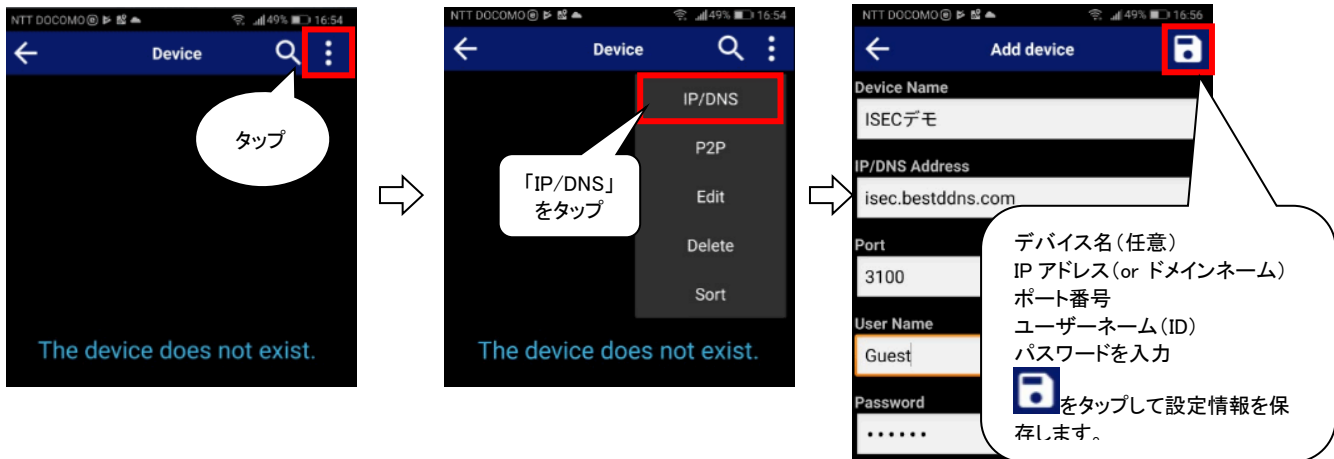 NTT DOCOMO 49% 16:54
Device
タップ
The device does not exist.
NTT DOCOMO 49% 16:54
Device
IP/DNS
P2P
Edit
Delete
Sort
「IP/DNS」
をタップ
The device does not exist.
NTT DOCOMO 49% 16:56
Add device
Device Name
ISECデモ
IP/DNS Address
isec.bestddns.com
Port
3100
User Name
Guest
Password
••••••
デバイス名(任意)
IP アドレス(or ドメインネーム)
ポート番号
ユーザーネーム(ID)
パスワードを入力
をタップして設定情報を保
存します。